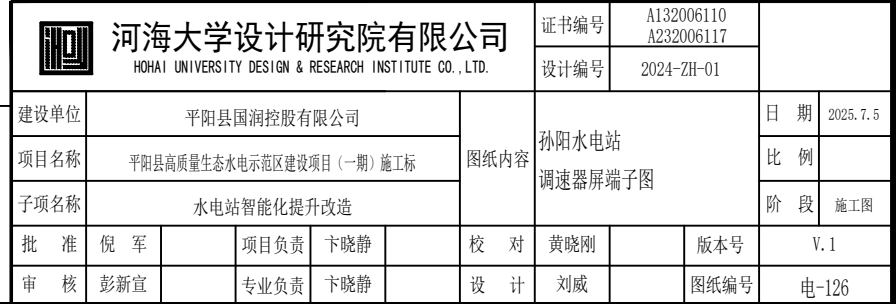 河海大学设计研究院有限公司
HOHAI UNIVERSITY DESIGN & RESEARCH INSTITUTE CO.,LTD.
证书编号 A132006110
A232006117
设计编号 2024-ZH-01
建设单位 平阳县国润控股有限公司
项目名称 平阳县高质量生态水电示范区建设项目（一期）施工标
子项名称 水电站智能化提升改造
图纸内容 孙阳水电站
调速器屏端子图
日 期 2025.7.5
比 例
阶 段 施工图
批 准 倪 军 项目负责 卞晓静 校 对 黄晓刚 版本号 V.1
审 核 彭新宣 专业负责 卞晓静 设 计 刘威 图纸编号 电-126